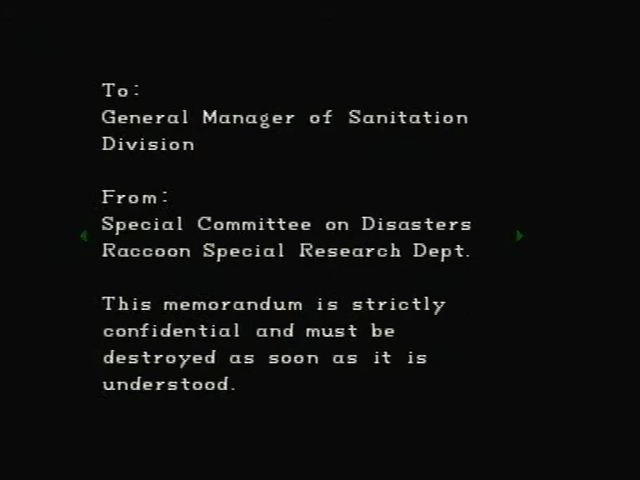 To:
General Manager of Sanitation
Division
From:
Special Committee on Disasters
Raccoon Special Research Dept.
This memorandum is strictly
confidential and must be
destroyed as soon as it is
understood.